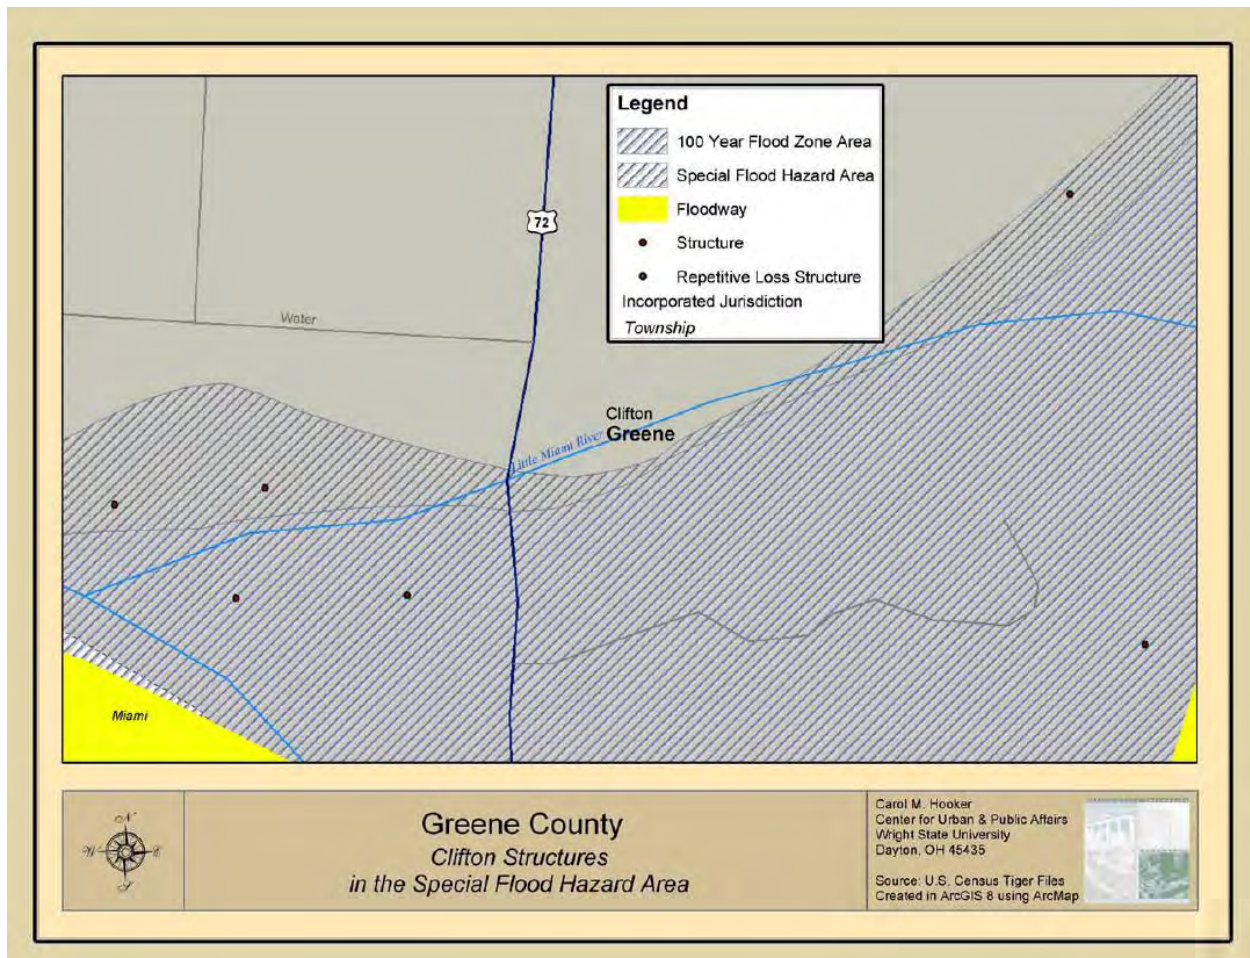 Legend
100 Year Flood Zone Area
Special Flood Hazard Area
Floodway
Structure
Repetitive Loss Structure
Incorporated Jurisdiction
Township
72
Water
Clifton
Greene
Little Miami River
Miami
N
W
E
S
Greene County
Clifton Structures
in the Special Flood Hazard Area
Carol M. Hooker
Center for Urban & Public Affairs
Wright State University
Dayton, OH 45435
Source: U.S. Census Tiger Files
Created in ArcGIS 8 using ArcMap